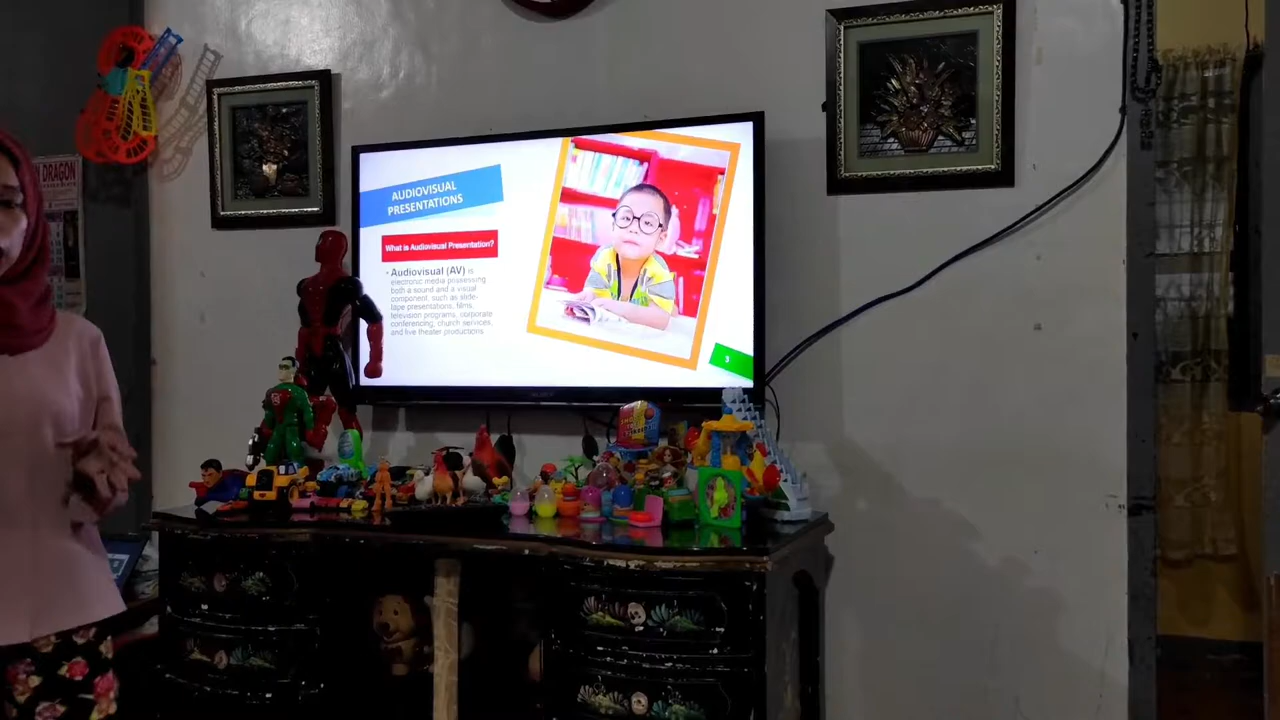 N DRAGON
AUDIOVISUAL
PRESENTATIONS
What is Audiovisual Presentation?
• Audiovisual (AV) is
electronic media possessing
both a sound and a visual
component, such as slide-
tape presentations, films,
television programs, corporate
conferencing, church services,
and live theater productions
3